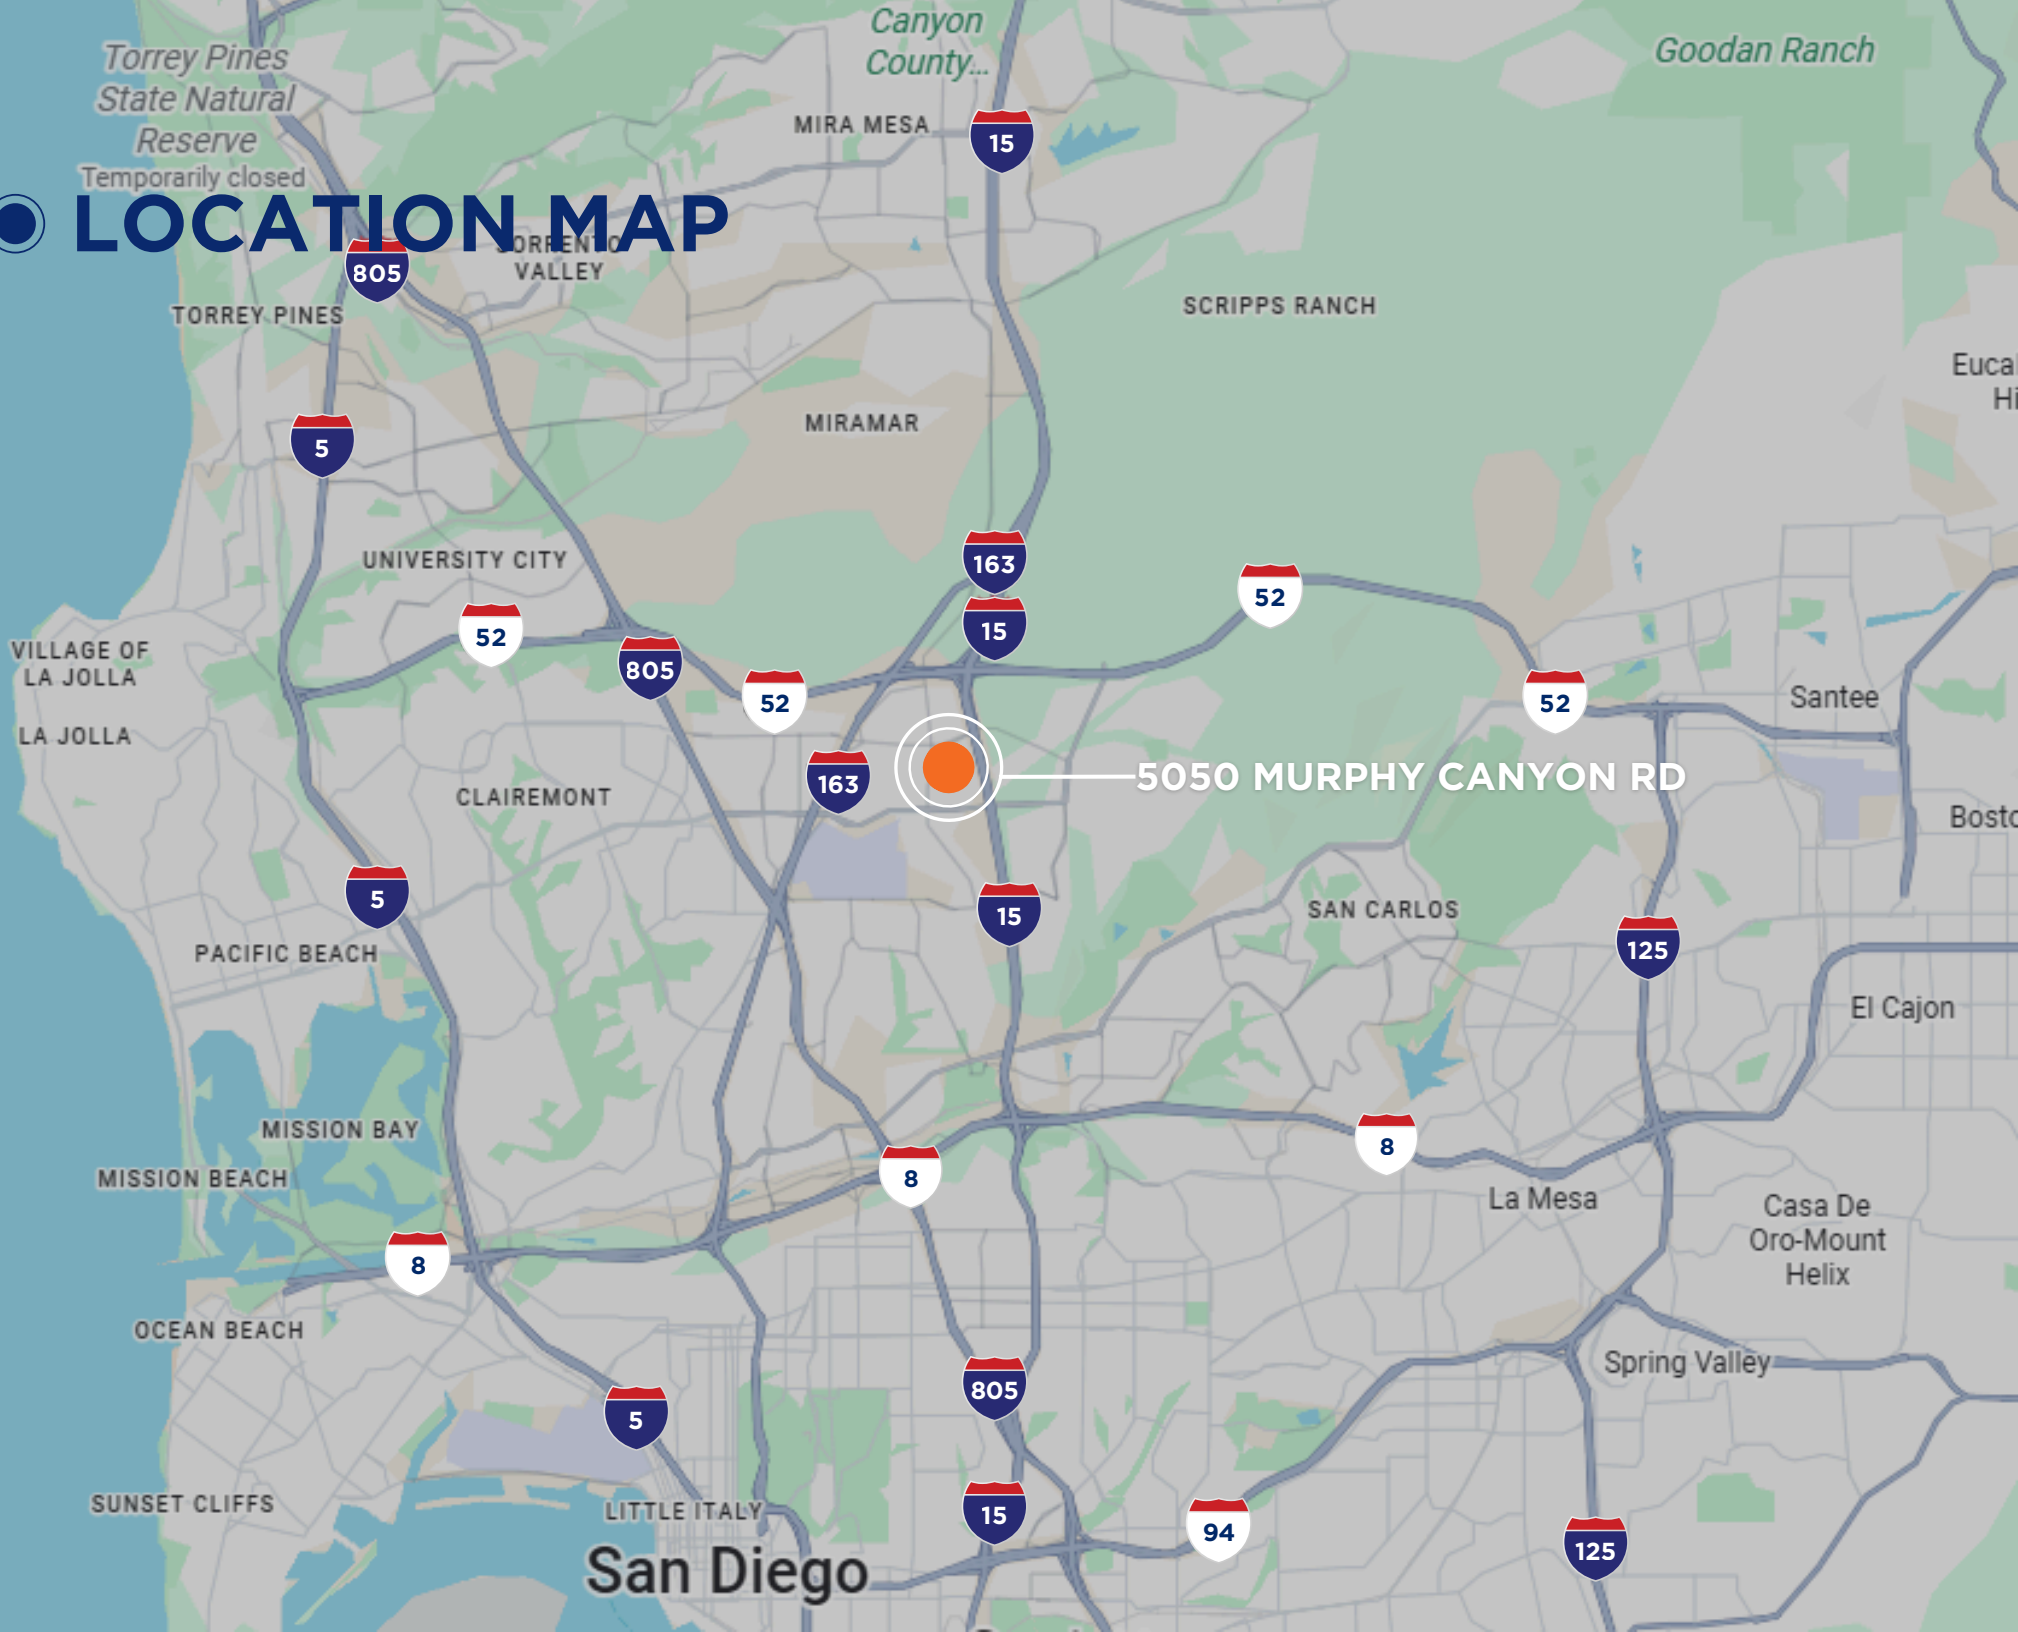 Canyon
County...
Goodan Ranch
Torrey Pines
State Natural
Reserve
Temporarily closed
MIRA MESA
15
LOCATION MAP
SORRENTO
VALLEY
805
TORREY PINES
SCRIPPS RANCH
MIRAMAR
5
UNIVERSITY CITY
163
52
15
52
805
VILLAGE OF
LA JOLLA
52
52
Santee
LA JOLLA
163
5050 MURPHY CANYON RD
CLAIREMONT
5
15
SAN CARLOS
125
PACIFIC BEACH
El Cajon
MISSION BAY
8
MISSION BEACH
8
La Mesa
Casa De
Oro-Mount
Helix
8
OCEAN BEACH
Spring Valley
805
5
SUNSET CLIFFS
LITTLE ITALY
15
94
125
San Diego